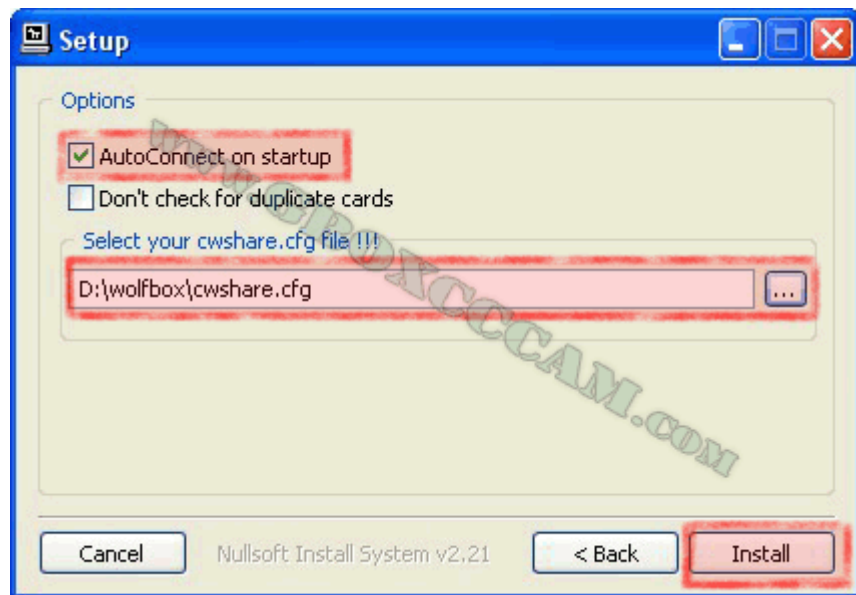 Setup
Options
AutoConnect on startup
Don't check for duplicate cards
Select your cwshare.cfg file !!!
D:\wolfbox\cwshare.cfg
...
www.GROXCCCAM.com
Cancel
Nullsoft Install System v2.21
< Back
Install